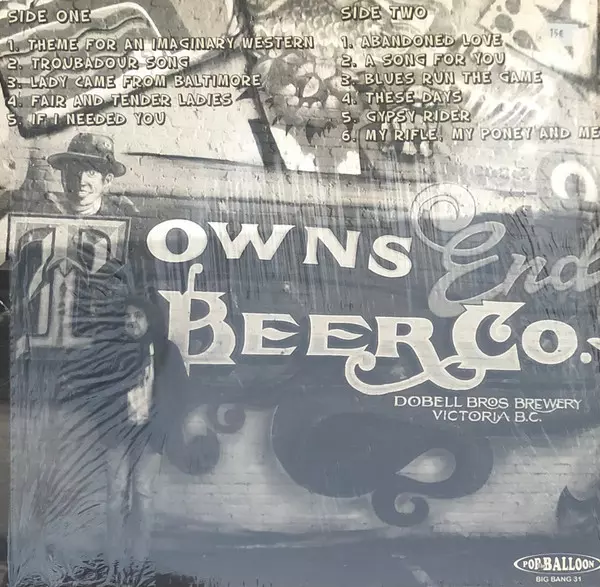 SIDE ONE
1. THEME FOR AN IMAGINARY WESTERN
2. TROUBADOUR SONG
3. LADY CAME FROM BALTIMORE
4. FAIR AND TENDER LADIES
5. IF I NEEDED YOU
SIDE TWO
1. ABANDONED LOVE
2. A SONG FOR YOU
3. BLUES RUN THE GAME
4. THESE DAYS
5. GYPSY RIDER
6. MY RIFLE, MY PONEY AND ME
15€
TOWNS End
BEER CO.
DOBELL BROS BREWERY
VICTORIA B.C.
POP BALLOON
BIG BANG 31